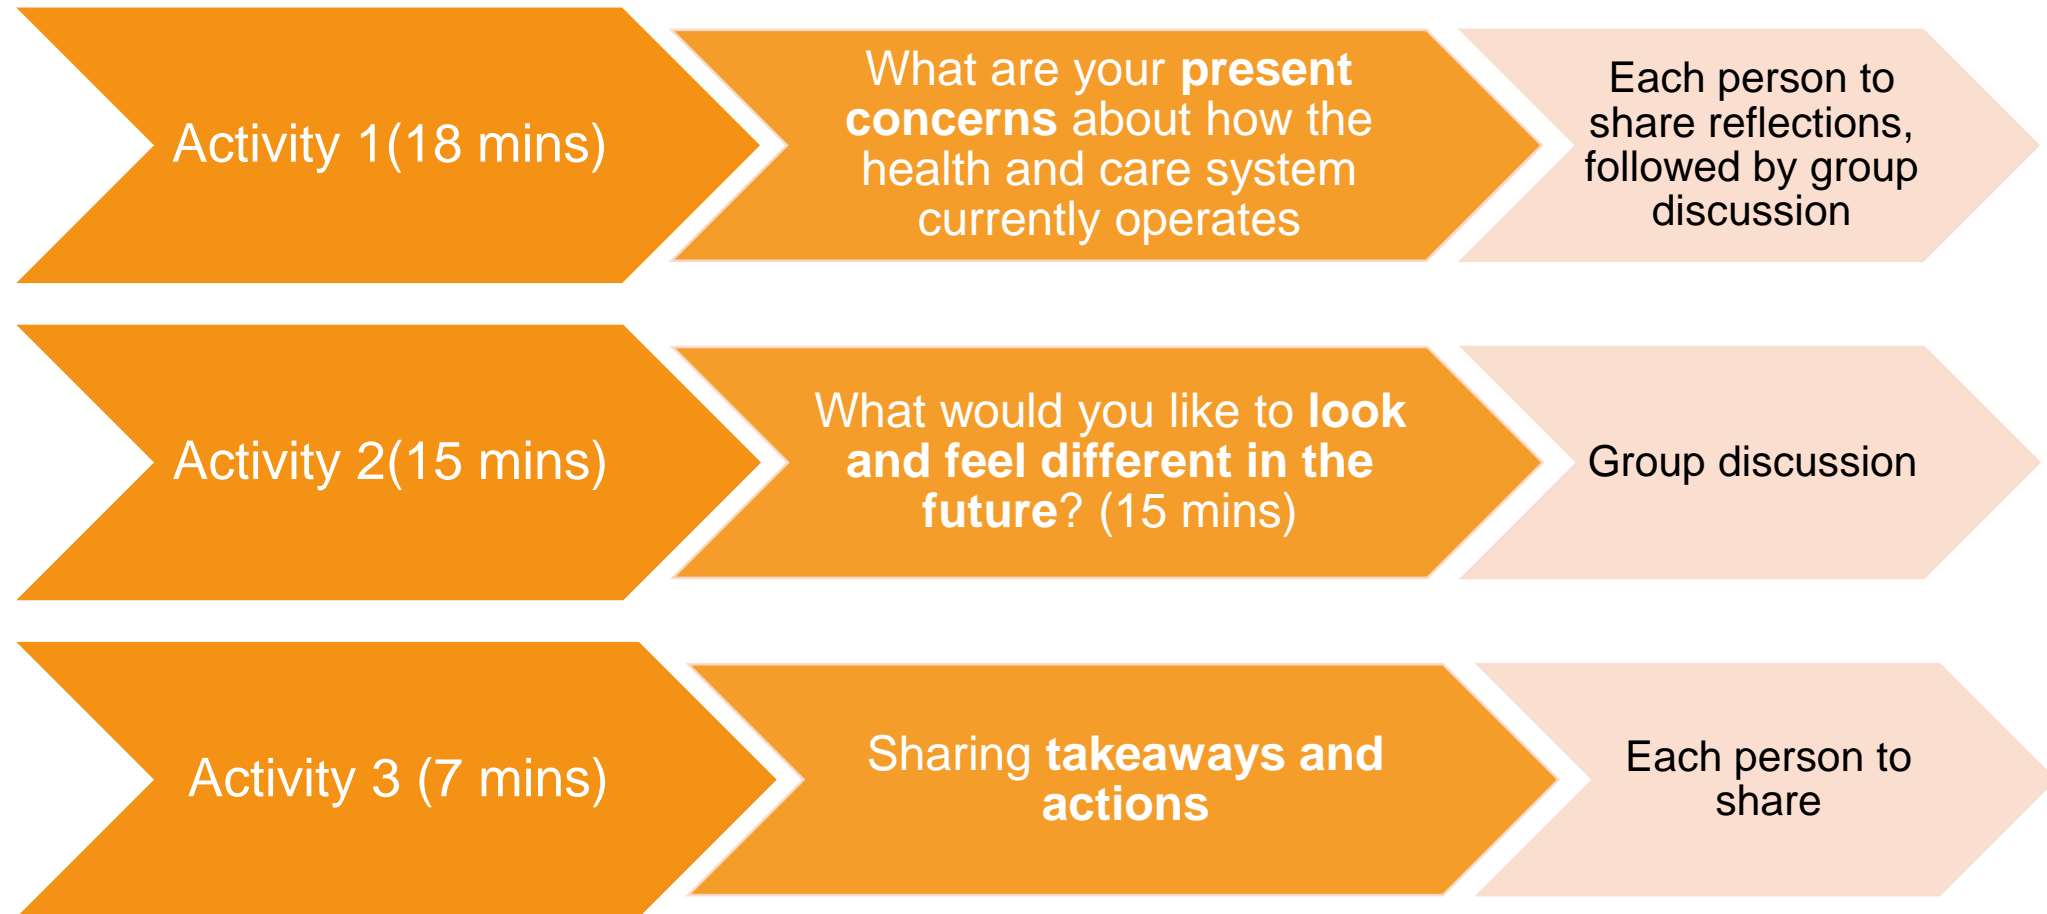 Activity 1(18 mins)
What are your present
concerns about how the
health and care system
currently operates
Each person to
share reflections,
followed by group
discussion
Activity 2(15 mins)
What would you like to look
and feel different in the
future? (15 mins)
Group discussion
Activity 3 (7 mins)
Sharing takeaways and
actions
Each person to
share